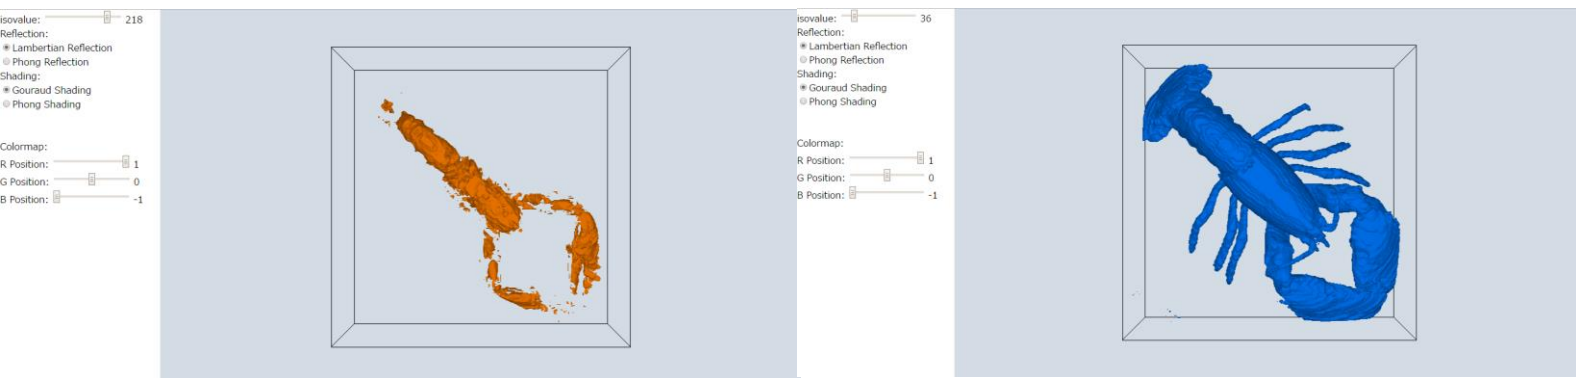 isovalue: 218
Reflection:
Lambertian Reflection
Phong Reflection
Shading:
Gouraud Shading
Phong Shading
Colormap:
R Position: 1
G Position: 0
B Position: -1
isovalue: 36
Reflection:
Lambertian Reflection
Phong Reflection
Shading:
Gouraud Shading
Phong Shading
Colormap:
R Position: 1
G Position: 0
B Position: -1